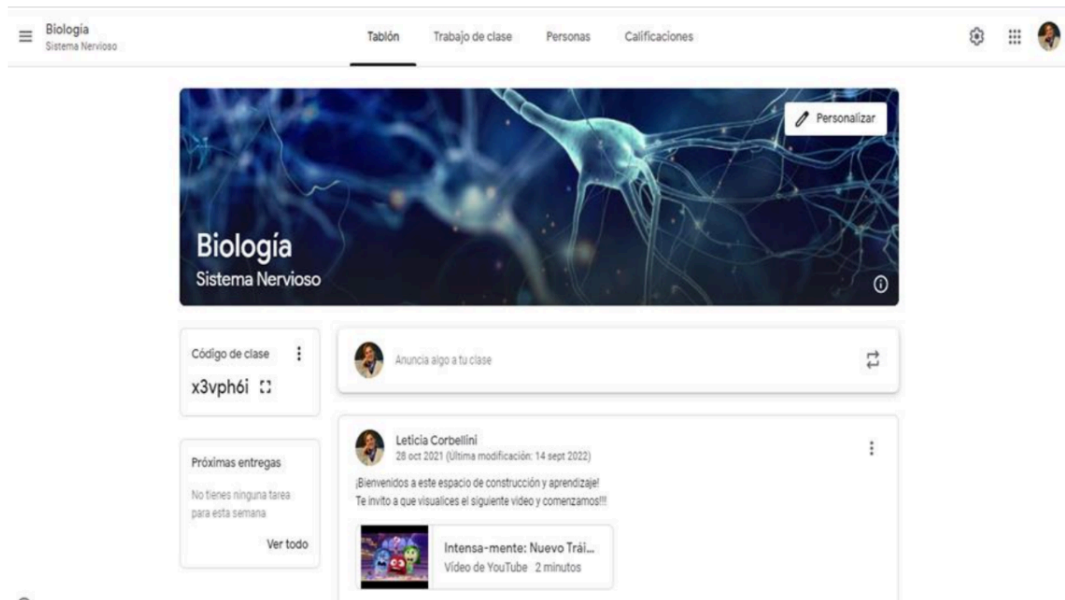 Biología
Sistema Nervioso
Tablón
Trabajo de clase
Personas
Calificaciones
Personalizar
Biología
Sistema Nervioso
Código de clase
x3vph6i
Próximas entregas
No tienes ninguna tarea
para esta semana
Ver todo
Anuncia algo a tu clase
Leticia Corbellini
28 oct 2021 (Última modificación: 14 sept 2022)
¡Bienvenidos a este espacio de construcción y aprendizaje!
Te invito a que visualices el siguiente video y comenzamos!!!
Intensa-mente: Nuevo Trái...
Vídeo de YouTube 2 minutos